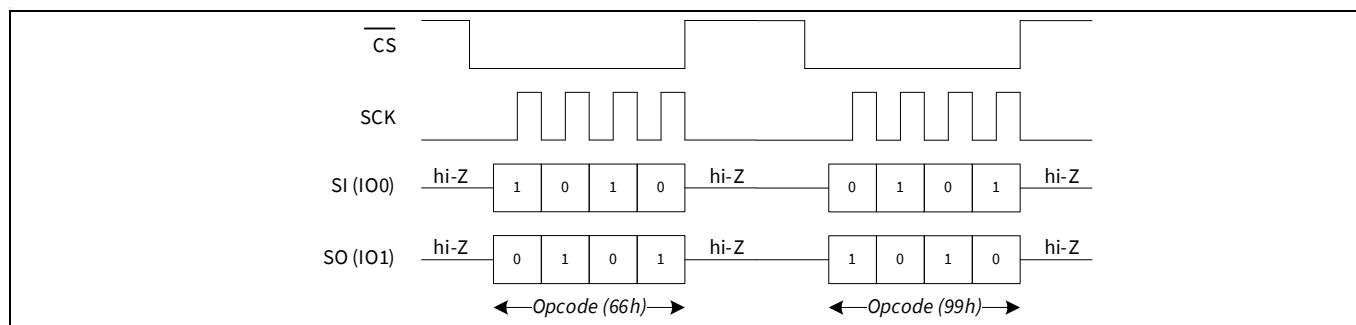 CS
SCK
SI (IO0) hi-Z 1 0 1 0 hi-Z 0 1 0 1 hi-Z
SO (IO1) hi-Z 0 1 0 1 hi-Z 1 0 1 0 hi-Z
Opcode (66h) Opcode (99h)